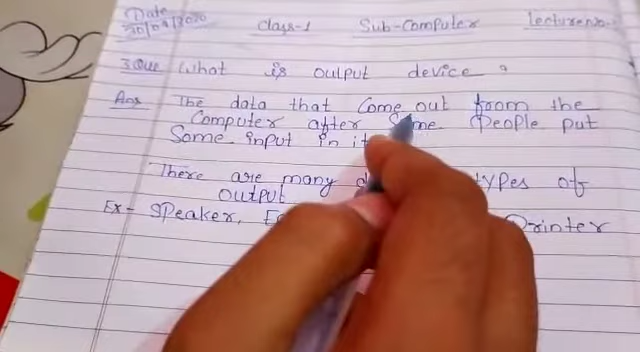 Date 30/04/2020 Class-1 Sub-Computer Lecture No-
3 Que What is output device ?
Ans The data that Come out from the
Computer after Some People put
Some input in it
There are many types of
output
Ex- Speaker, Printer